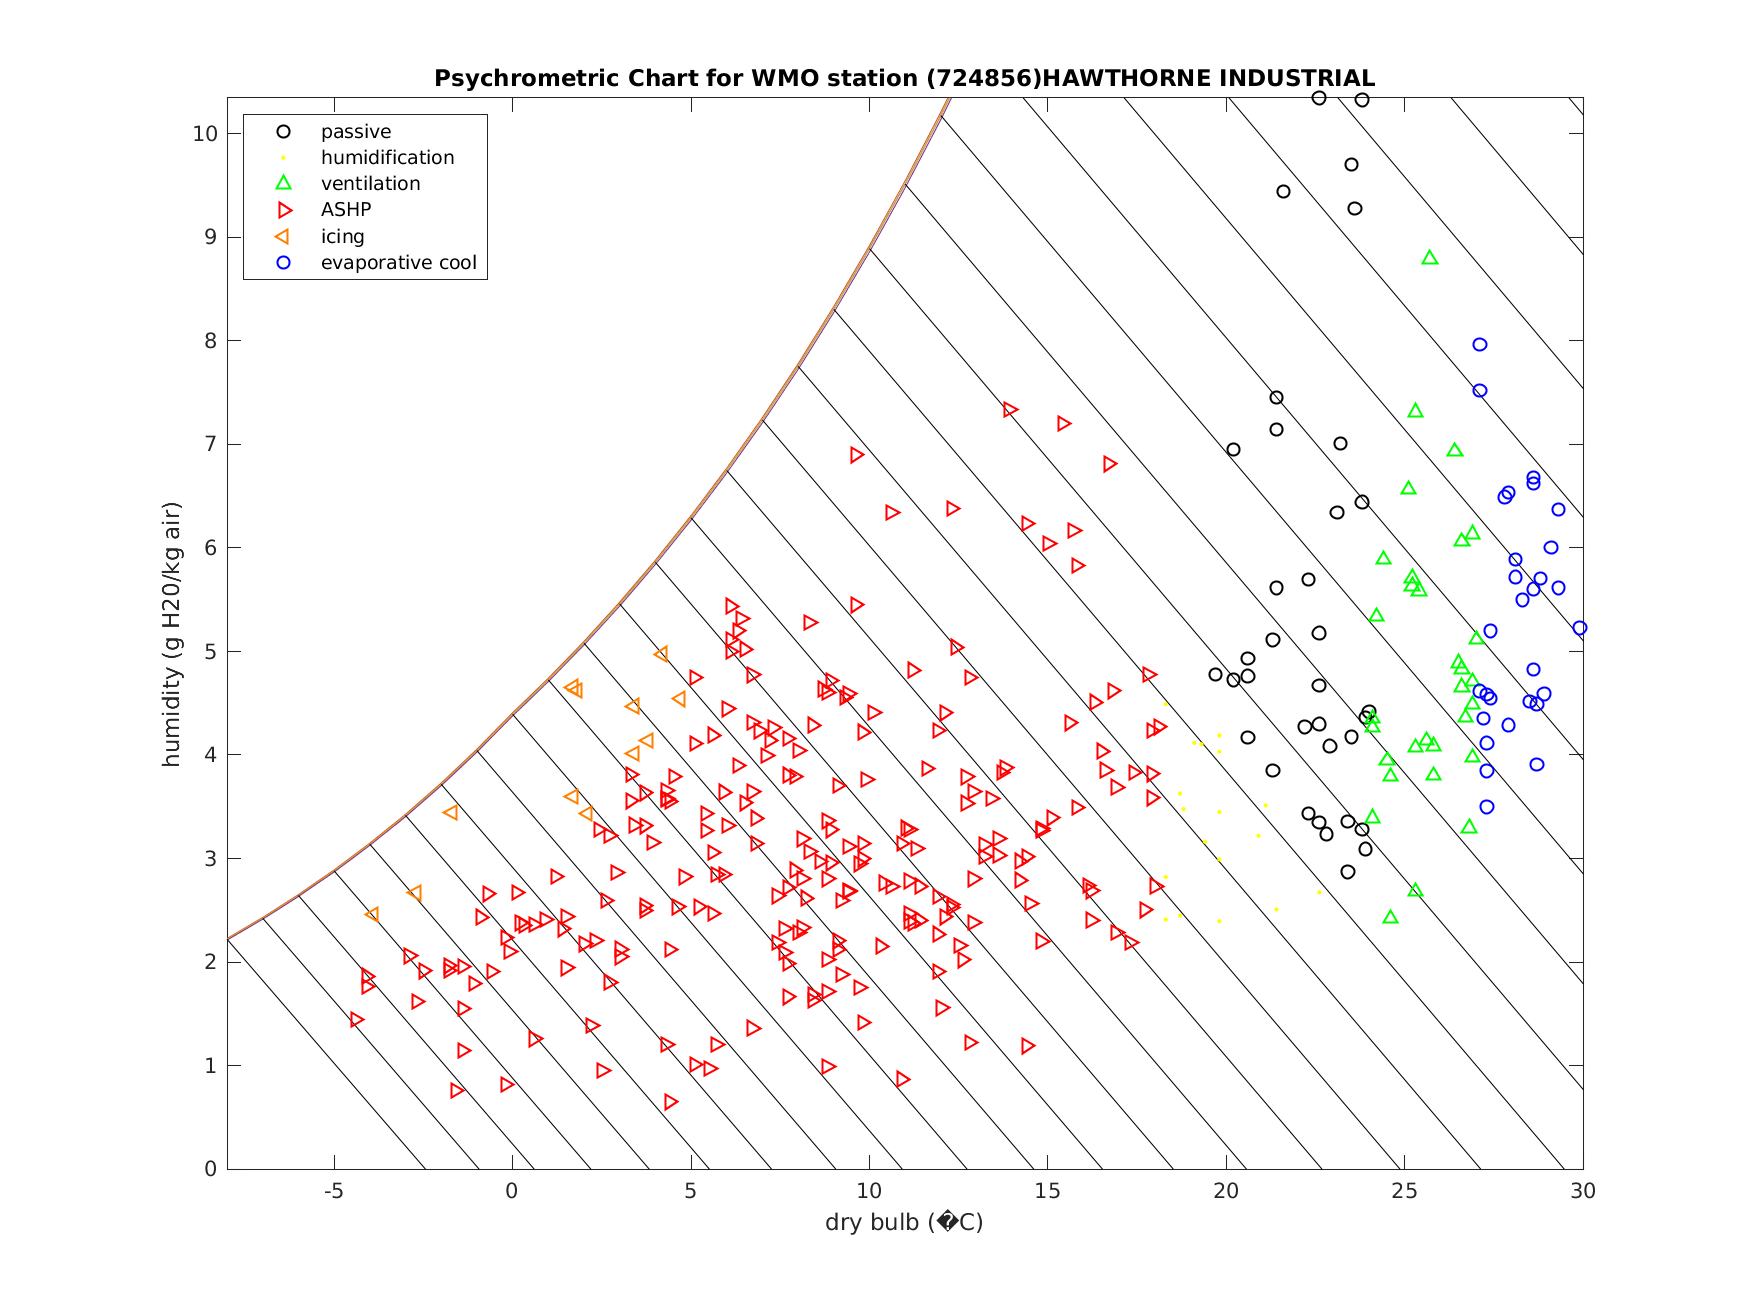 Psychrometric Chart for WMO station (724856)HAWTHORNE INDUSTRIAL
passive
humidification
ventilation
ASHP
icing
evaporative cool
10
9
8
7
6
5
4
3
2
1
0
humidity (g H20/kg air)
-5 0 5 10 15 20 25 30
dry bulb (�C)